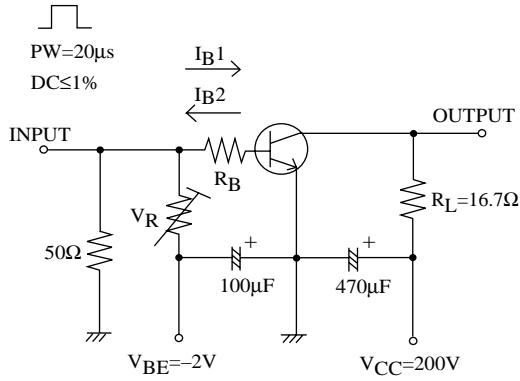 PW=20μs
DC≤1%
IB1
IB2
INPUT
OUTPUT
RB
VR
RL=16.7Ω
50Ω
+
+
100μF
470μF
VBE=–2V
VCC=200V